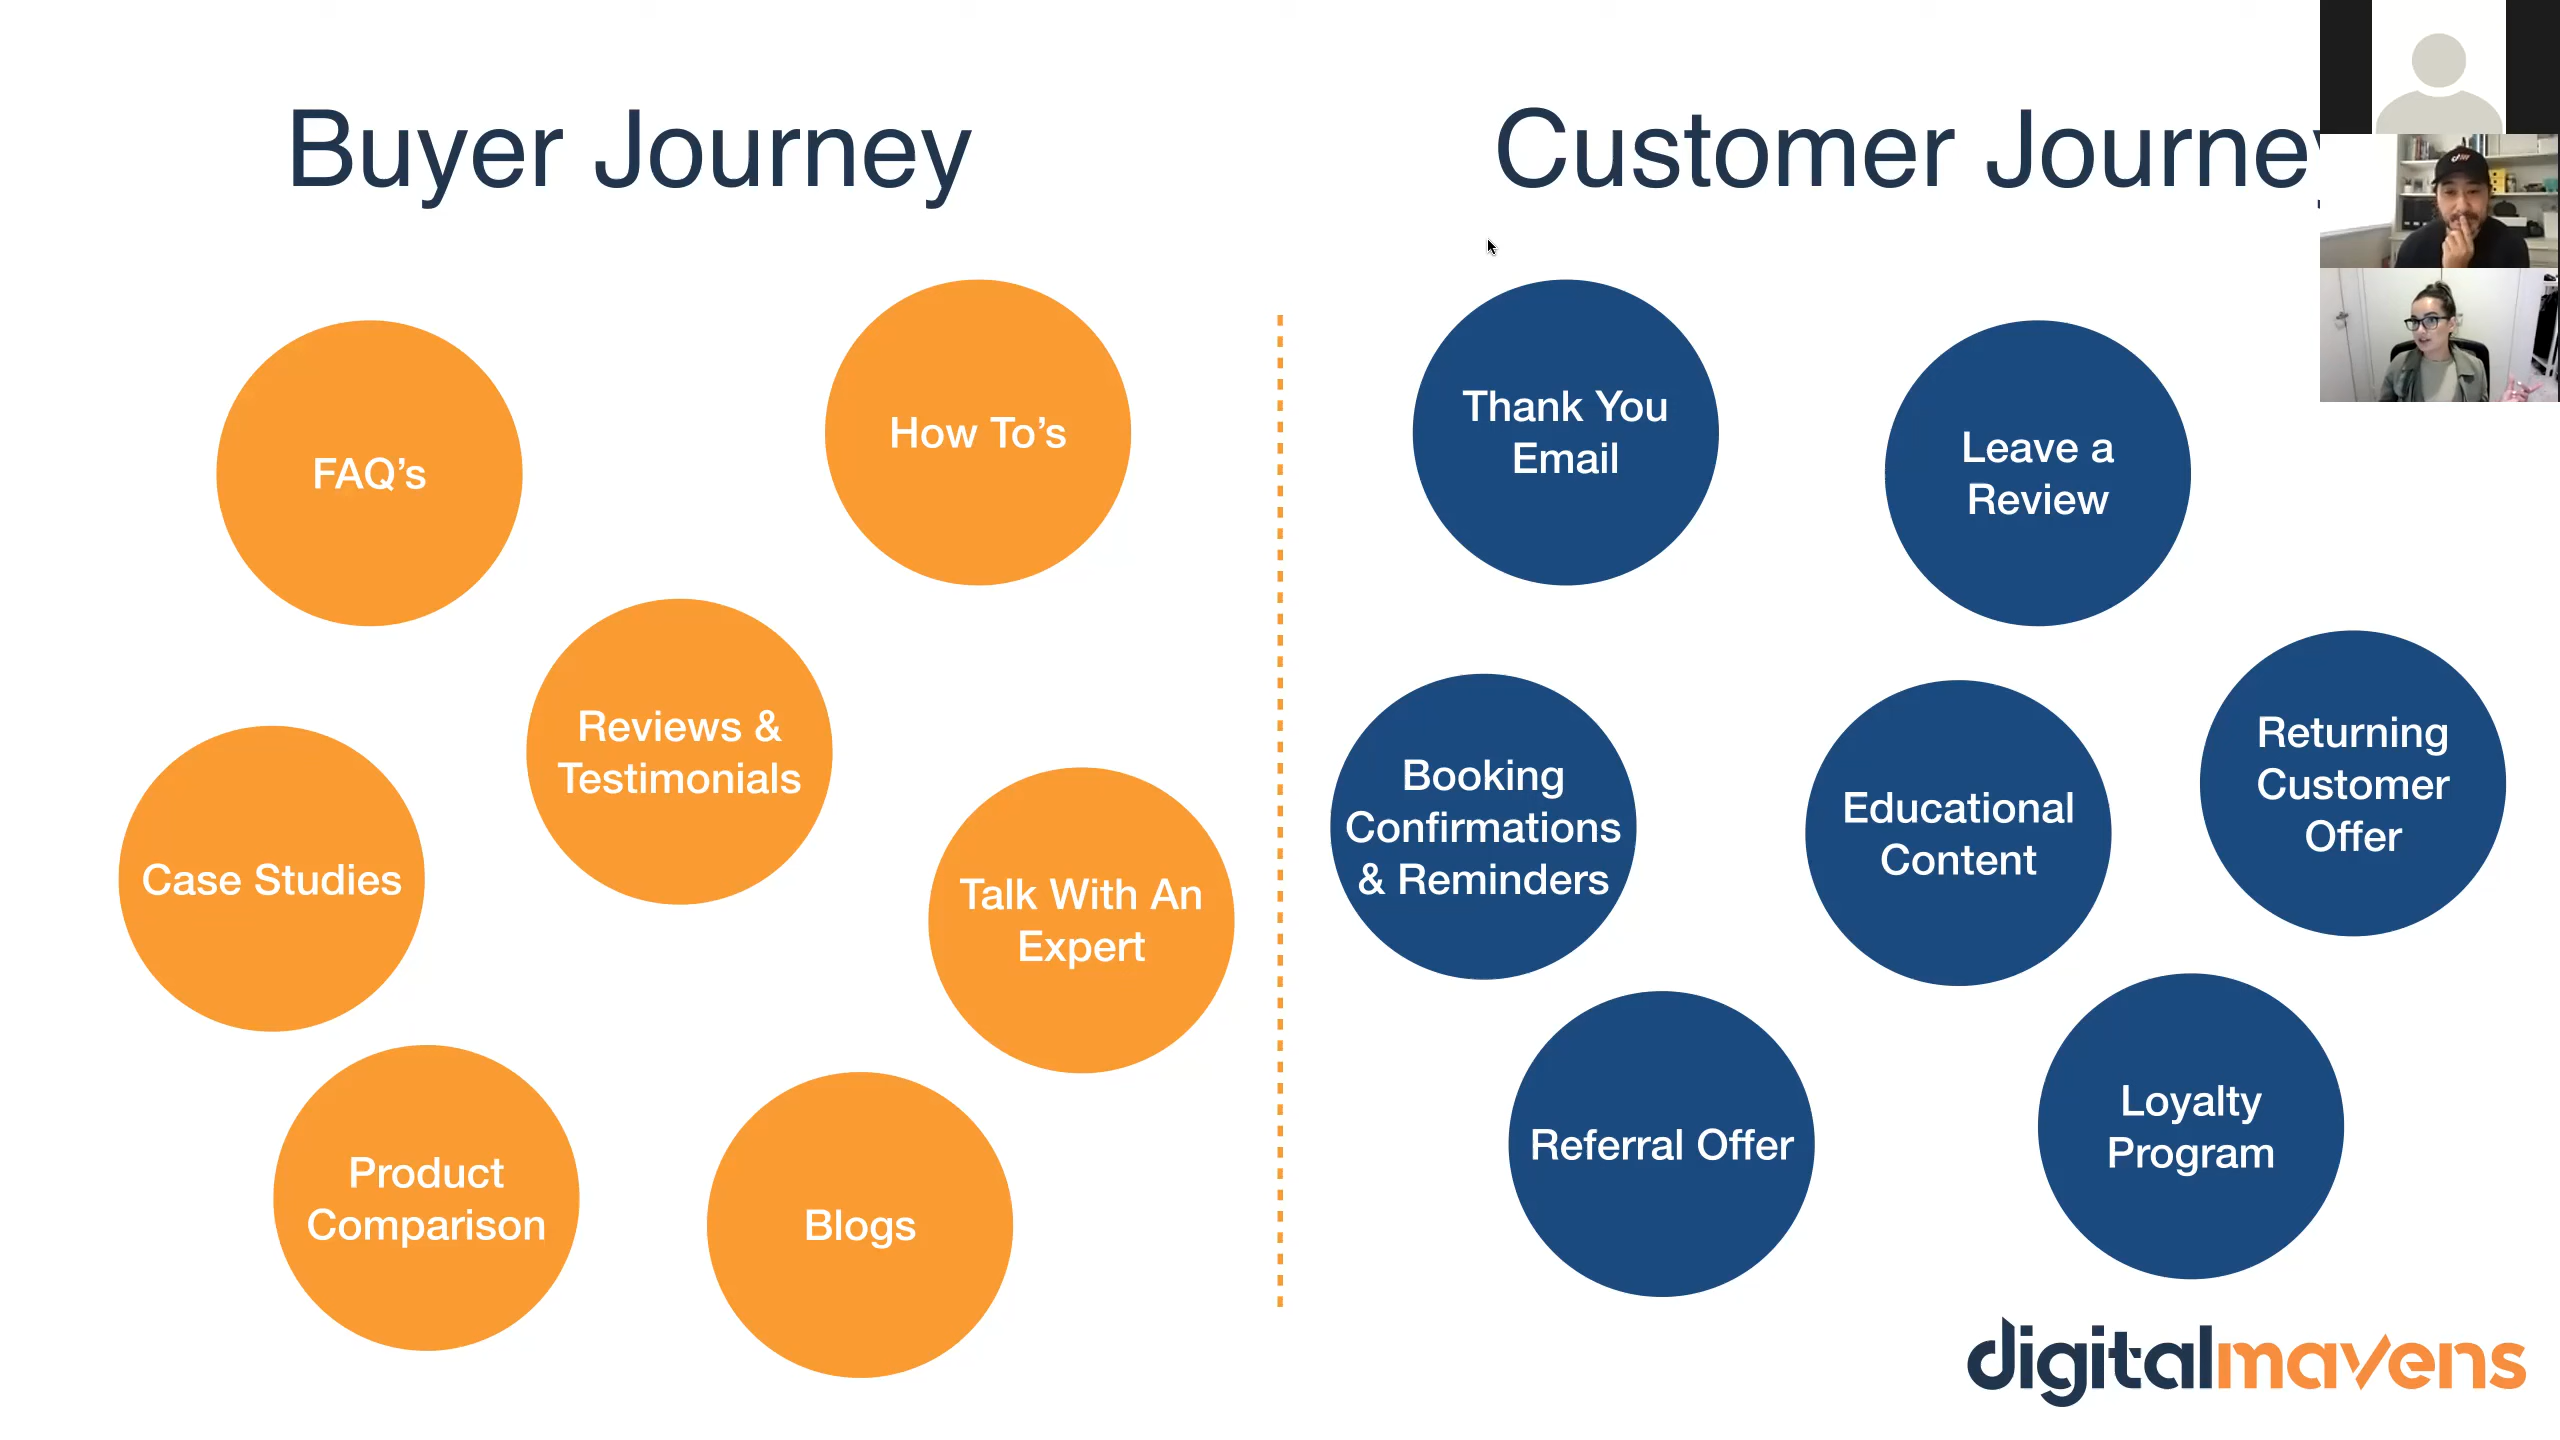 Buyer Journey
Customer Journey
FAQ’s
How To’s
Reviews &
Testimonials
Case Studies
Talk With An
Expert
Product
Comparison
Blogs
Thank You
Email
Leave a
Review
Booking
Confirmations
& Reminders
Educational
Content
Returning
Customer
Offer
Referral Offer
Loyalty
Program
digitalmavens